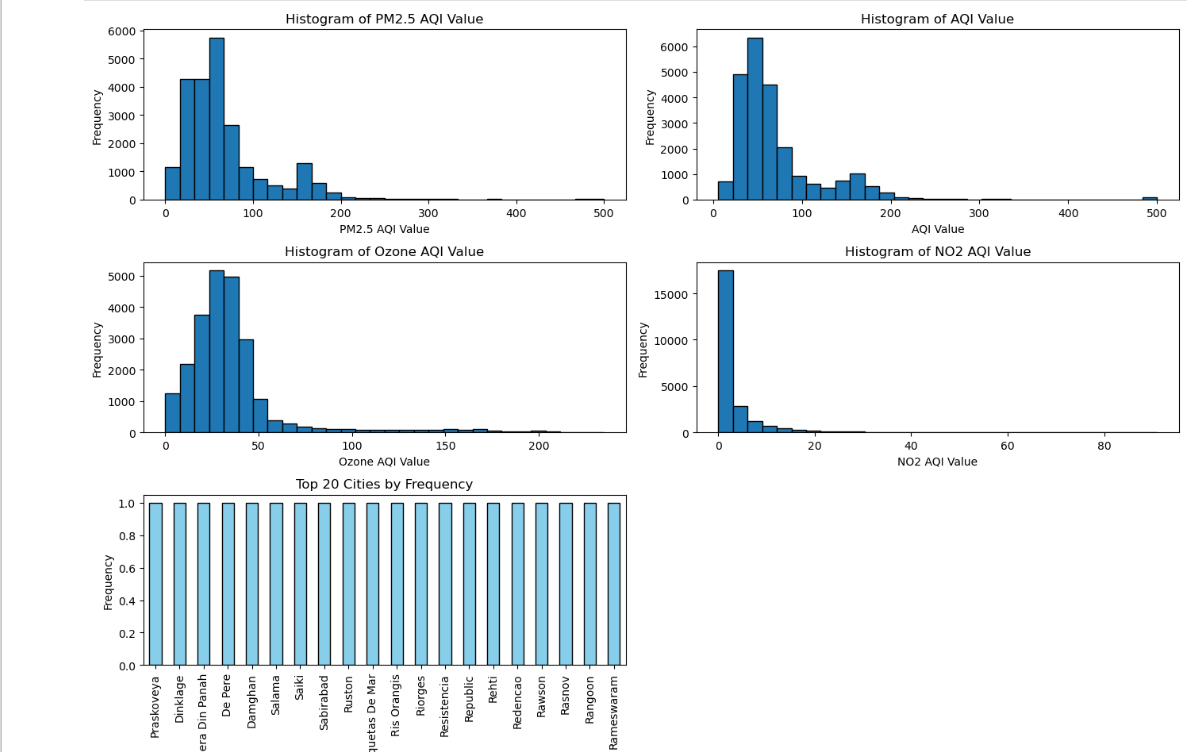 Histogram of PM2.5 AQI Value
6000
5000
4000
3000
2000
1000
0
Frequency
0 100 200 300 400 500
PM2.5 AQI Value
Histogram of AQI Value
6000
5000
4000
3000
2000
1000
0
Frequency
0 100 200 300 400 500
AQI Value
Histogram of Ozone AQI Value
5000
4000
3000
2000
1000
0
Frequency
0 50 100 150 200
Ozone AQI Value
Histogram of NO2 AQI Value
15000
10000
5000
0
Frequency
0 20 40 60 80
NO2 AQI Value
Top 20 Cities by Frequency
1.0
0.8
0.6
0.4
0.2
0.0
Frequency
Praskoveya
Dinklage
era Din Panah
De Pere
Damghan
Salama
Saiki
Sabirabad
Ruston
quetas De Mar
Ris Orangis
Riorges
Resistencia
Republic
Rehti
Redencao
Rawson
Rasnov
Rangoon
Rameswaram